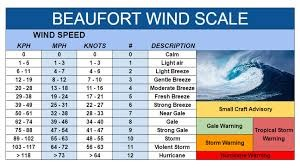 BEAUFORT WIND SCALE
WIND SPEED
KPH MPH KNOTS # DESCRIPTION
0 0 0 0 Calm
1 - 5 1 - 3 1 - 3 1 Light air
6 -11 4 - 7 4 - 6 2 Light Breeze
12 - 19 8 - 12 7 - 10 3 Gentle Breeze
20 - 28 13 - 18 11 - 16 4 Moderate Breeze
29 - 38 19 - 24 17 - 21 5 Fresh Breeze
39 - 49 25 - 31 22 - 27 6 Strong Breeze
50 - 61 32 - 38 28 - 33 7 Near Gale
62 - 74 39 - 46 34 - 40 8 Gale
75 - 88 47 - 54 41 - 47 9 Strong Gale
89 - 102 55 - 63 48 - 55 10 Storm
103 -117 64 - 72 56 - 63 11 Violent Storm
> 118 > 73 > 64 12 Hurricane
Small Craft Advisory
Gale Warning
Tropical Storm
Warning
Storm Warning
Hurricane Warning